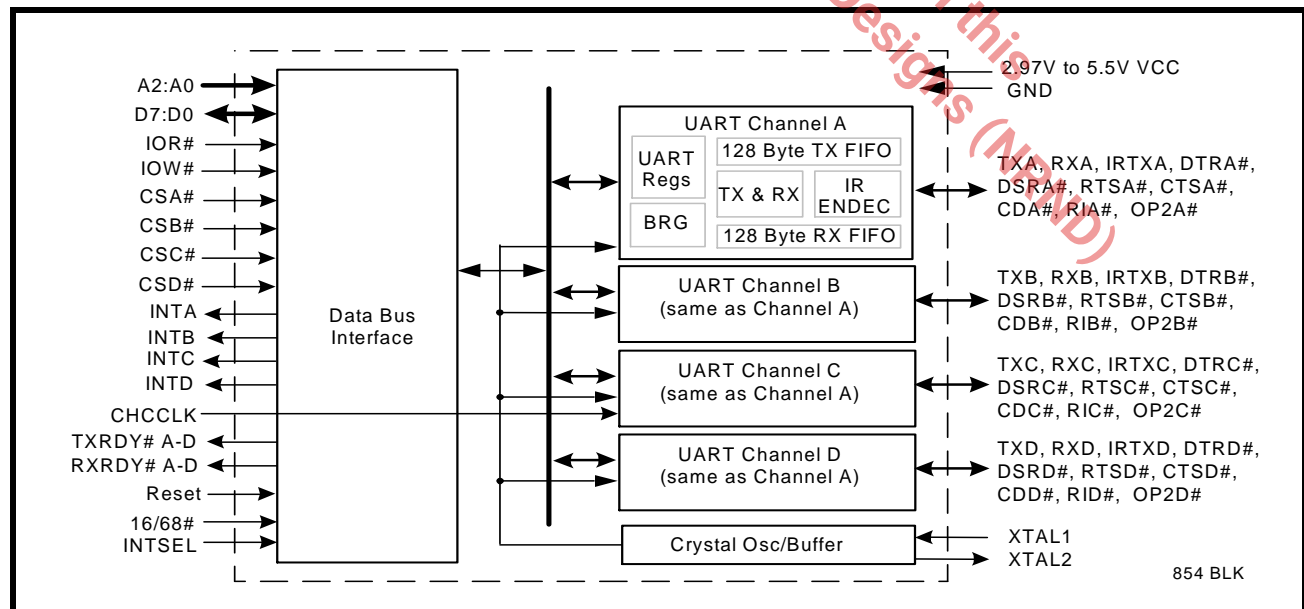 n this
Designs (NRND)
A2:A0
D7:D0
IOR#
IOW#
CSA#
CSB#
CSC#
CSD#
INTA
INTB
INTC
INTD
CHCCLK
TXRDY# A-D
RXRDY# A-D
Reset
16/68#
INTSEL
Data Bus
Interface
UART Channel A
UART
Regs
BRG
128 Byte TX FIFO
TX & RX
IR
ENDEC
128 Byte RX FIFO
UART Channel B
(same as Channel A)
UART Channel C
(same as Channel A)
UART Channel D
(same as Channel A)
Crystal Osc/Buffer
2.97V to 5.5V VCC
GND
TXA, RXA, IRTXA, DTRA#,
DSRA#, RTSA#, CTSA#,
CDA#, RIA#, OP2A#
TXB, RXB, IRTXB, DTRB#,
DSRB#, RTSB#, CTSB#,
CDB#, RIB#, OP2B#
TXC, RXC, IRTXC, DTRC#,
DSRC#, RTSC#, CTSC#,
CDC#, RIC#, OP2C#
TXD, RXD, IRTXD, DTRD#,
DSRD#, RTSD#, CTSD#,
CDD#, RID#, OP2D#
XTAL1
XTAL2
854 BLK